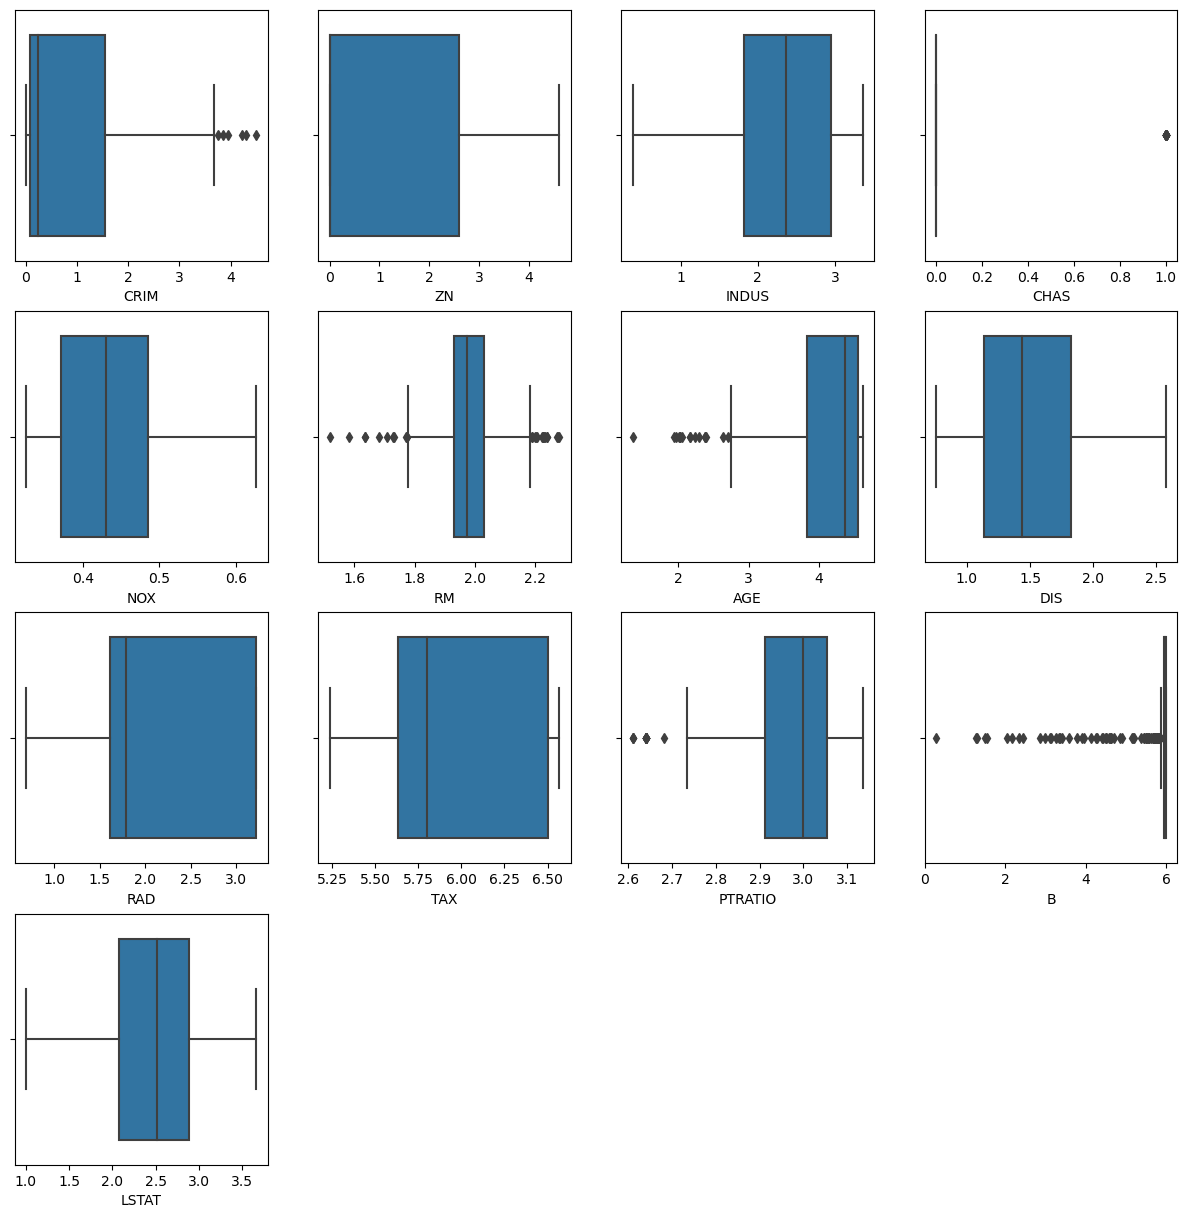 0 1 2 3 4
CRIM
0 1 2 3 4
ZN
1 2 3
INDUS
0.0 0.2 0.4 0.6 0.8 1.0
CHAS
0.4 0.5 0.6
NOX
1.6 1.8 2.0 2.2
RM
2 3 4
AGE
1.0 1.5 2.0 2.5
DIS
1.0 1.5 2.0 2.5 3.0
RAD
5.25 5.50 5.75 6.00 6.25 6.50
TAX
2.6 2.7 2.8 2.9 3.0 3.1
PTRATIO
0 2 4 6
B
1.0 1.5 2.0 2.5 3.0 3.5
LSTAT